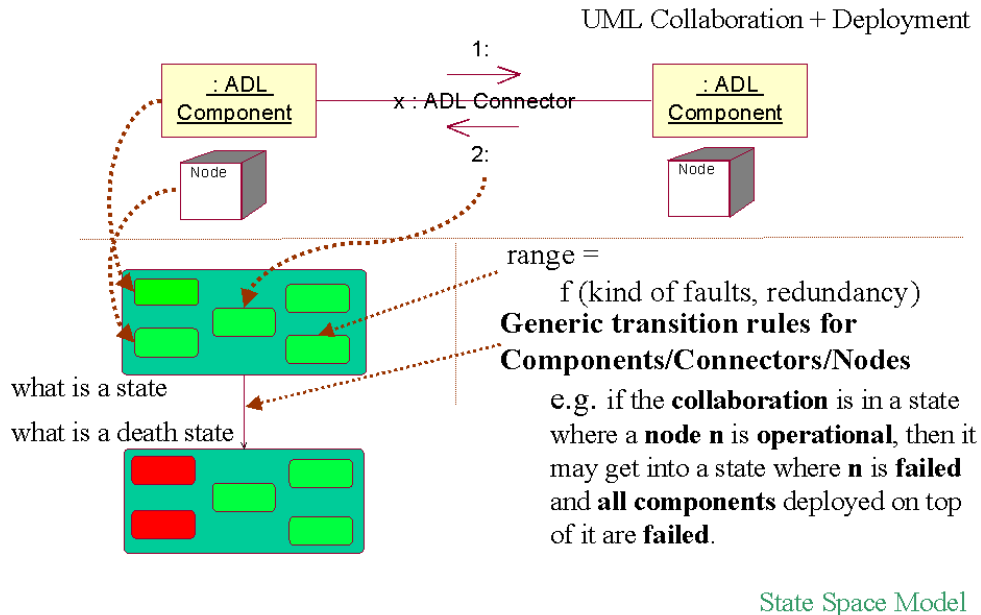 UML Collaboration + Deployment
1:
: ADL
Component
x : ADL Connector
: ADL
Component
2:
Node
Node
range =
f (kind of faults, redundancy)
Generic transition rules for
Components/Connectors/Nodes
what is a state
e.g. if the collaboration is in a state
what is a death state
where a node n is operational, then it
may get into a state where n is failed
and all components deployed on top
of it are failed.
State Space Model